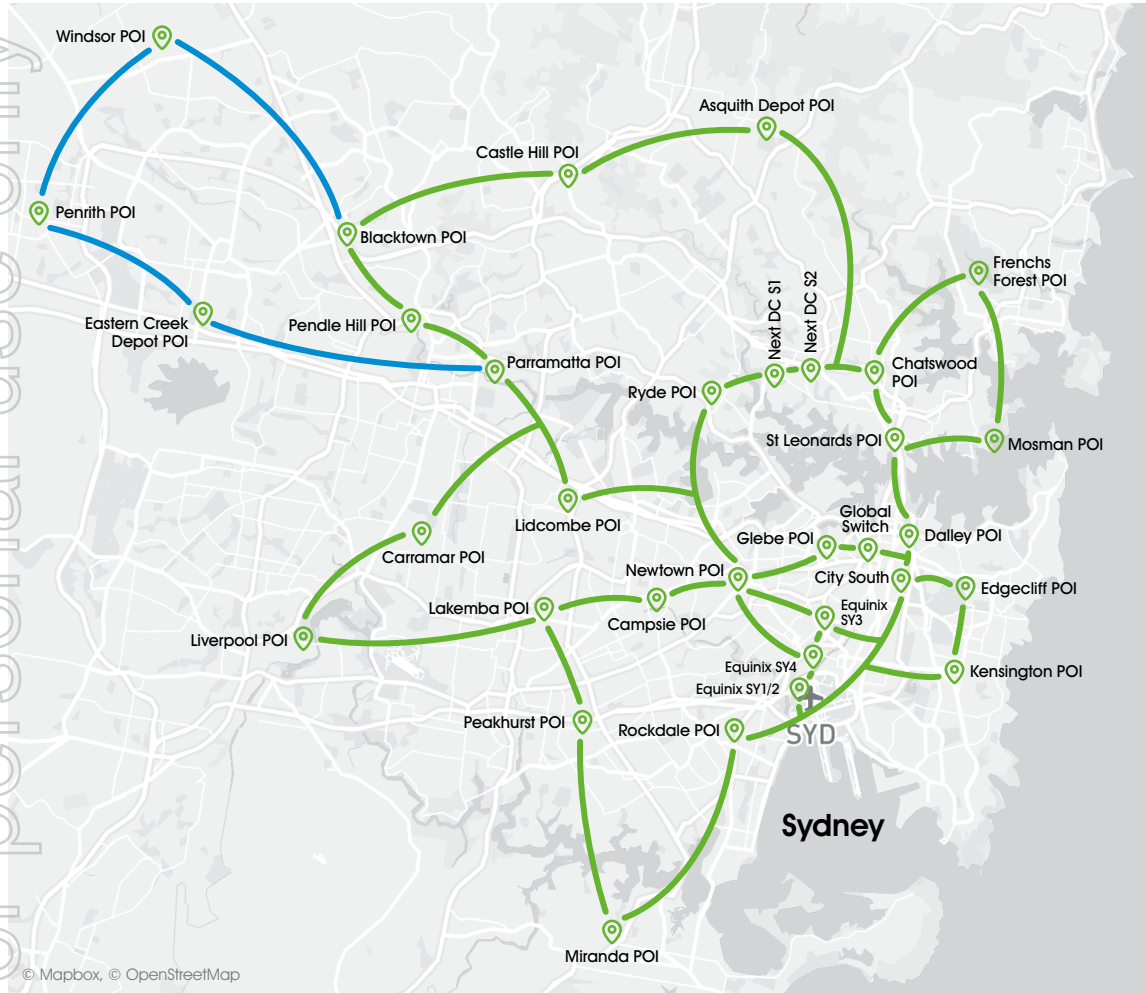 Windsor POI
Asquith Depot POI
Castle Hill POI
Penrith POI
Blacktown POI
Frenchs
Forest POI
Eastern Creek
Depot POI
Pendle Hill POI
Next DC S1
Next DC S2
Parramatta POI
Chatswood
POI
Ryde POI
St Leonards POI
Mosman POI
Lidcombe POI
Global
Switch
Glebe POI
Dalley POI
Carramar POI
Newtown POI
City South
Edgecliff POI
Lakemba POI
Campsie POI
Equinix
SY3
Liverpool POI
Equinix SY4
Kensington POI
Equinix SY1/2
Peakhurst POI
Rockdale POI
SYD
Sydney
Miranda POI
© Mapbox, © OpenStreetMap